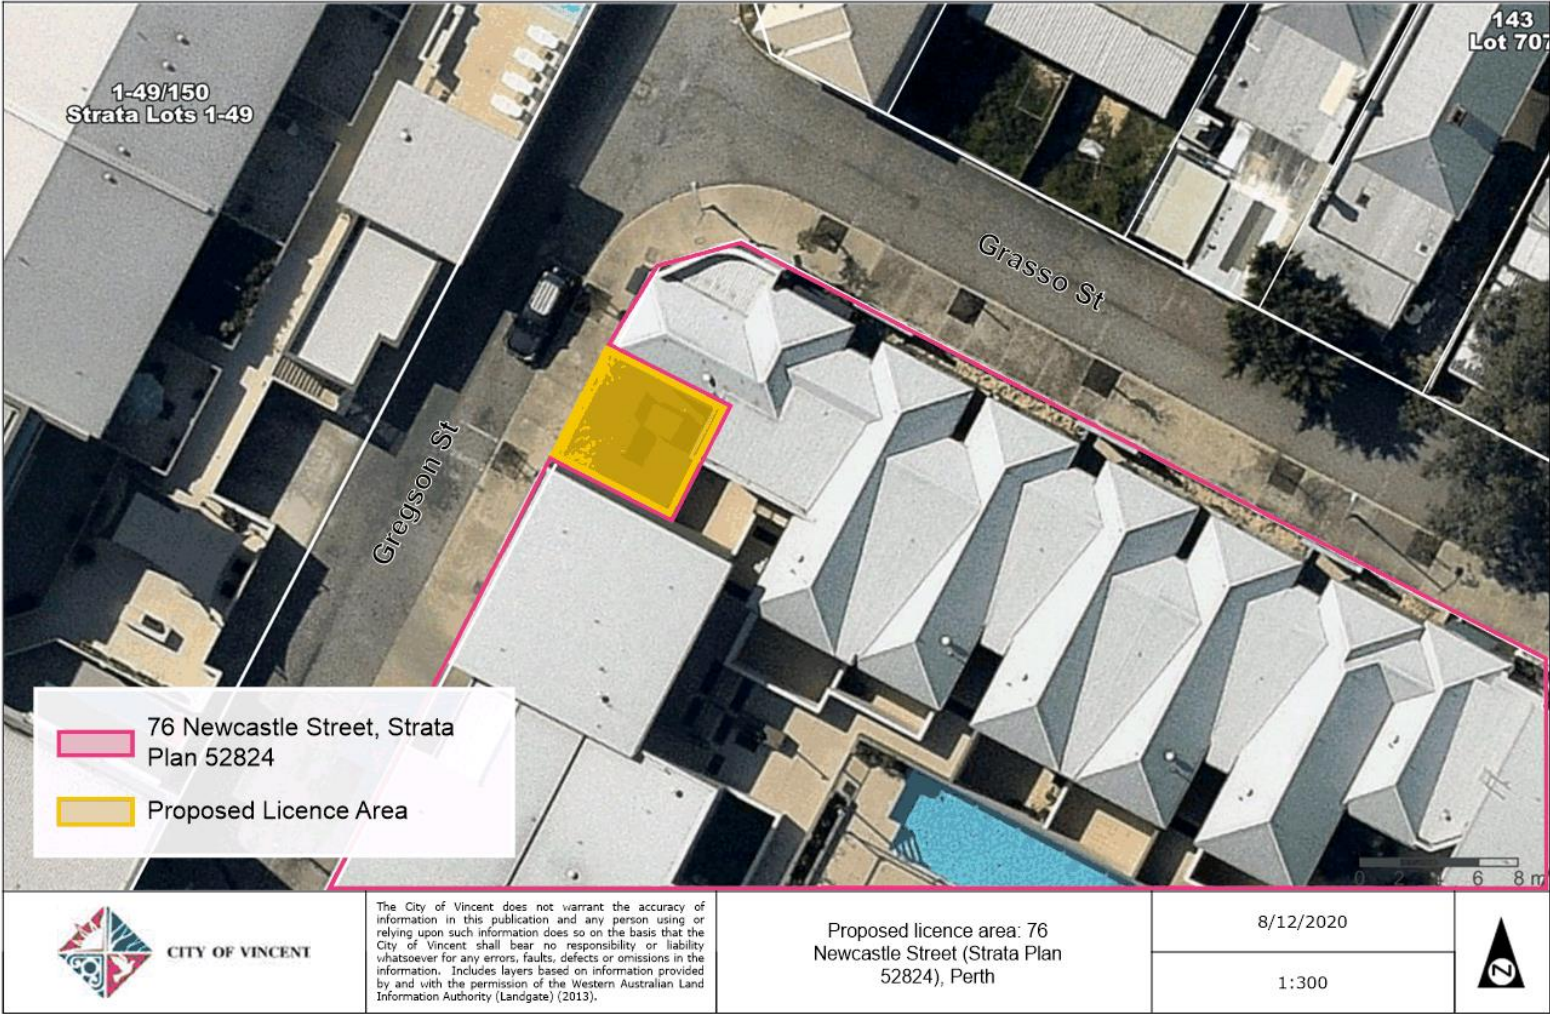 143
Lot 707
1-49/150
Strata Lots 1-49
Grasso St
Gregson St
76 Newcastle Street, Strata
Plan 52824
Proposed Licence Area
0 2 4 6 8 m
CITY OF VINCENT
The City of Vincent does not warrant the accuracy of
information in this publication and any person using or
relying upon such information does so on the basis that the
City of Vincent shall bear no responsibility or liability
whatsoever for any errors, faults, defects or omissions in the
information. Includes layers based on information provided
by and with the permission of the Western Australian Land
Information Authority (Landgate) (2013).
Proposed licence area: 76
Newcastle Street (Strata Plan
52824), Perth
8/12/2020
1:300
N